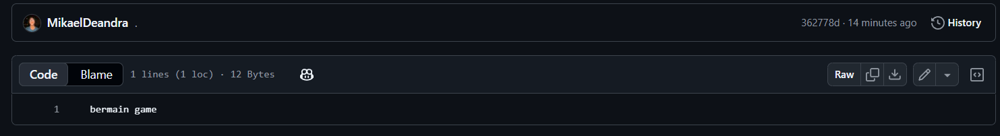 MikaelDeandra . 362778d · 14 minutes ago History
Code Blame 1 lines (1 loc) · 12 Bytes Raw
1 bermain game